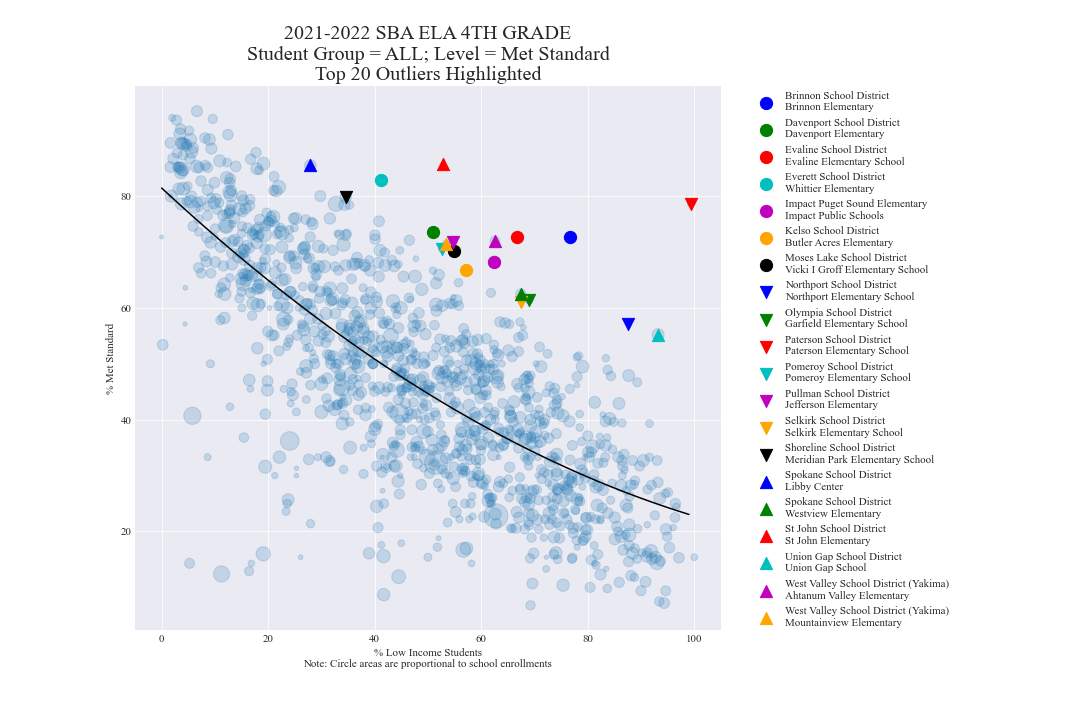 2021-2022 SBA ELA 4TH GRADE
Student Group = ALL; Level = Met Standard
Top 20 Outliers Highlighted
% Met Standard
80
60
40
20
0
20
40
60
80
100
% Low Income Students
Note: Circle areas are proportional to school enrollments
Brinnon School District
Brinnon Elementary
Davenport School District
Davenport Elementary
Evaline School District
Evaline Elementary School
Everett School District
Whittier Elementary
Impact Puget Sound Elementary
Impact Public Schools
Kelso School District
Butler Acres Elementary
Moses Lake School District
Vicki I Groff Elementary School
Northport School District
Northport Elementary School
Olympia School District
Garfield Elementary School
Paterson School District
Paterson Elementary School
Pomeroy School District
Pomeroy Elementary School
Pullman School District
Jefferson Elementary
Selkirk School District
Selkirk Elementary School
Shoreline School District
Meridian Park Elementary School
Spokane School District
Libby Center
Spokane School District
Westview Elementary
St John School District
St John Elementary
Union Gap School District
Union Gap School
West Valley School District (Yakima)
Ahtanum Valley Elementary
West Valley School District (Yakima)
Mountainview Elementary